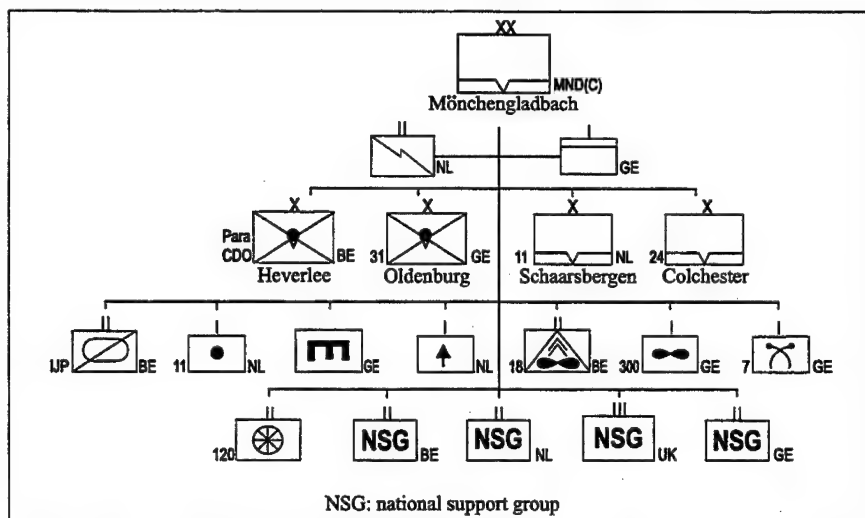 XX
MND(C)
Mönchengladbach
II
NL
I
GE
X
Para
CDO
BE
Heverlee
X
31
GE
Oldenburg
X
11
NL
Schaarsbergen
X
24
Colchester
II
IJP
BE
I
11
NL
I
GE
I
NL
II
18
BE
I
300
GE
I
7
GE
II
120
II
NSG
BE
II
NSG
NL
III
NSG
UK
II
NSG
GE
NSG: national support group